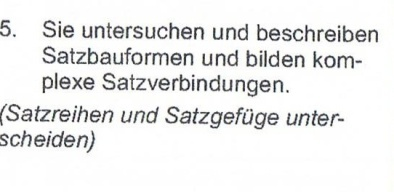 5. Sie untersuchen und beschreiben
Satzbauformen und bilden kom-
plexe Satzverbindungen.
(Satzreihen und Satzgefüge unter-
scheiden)